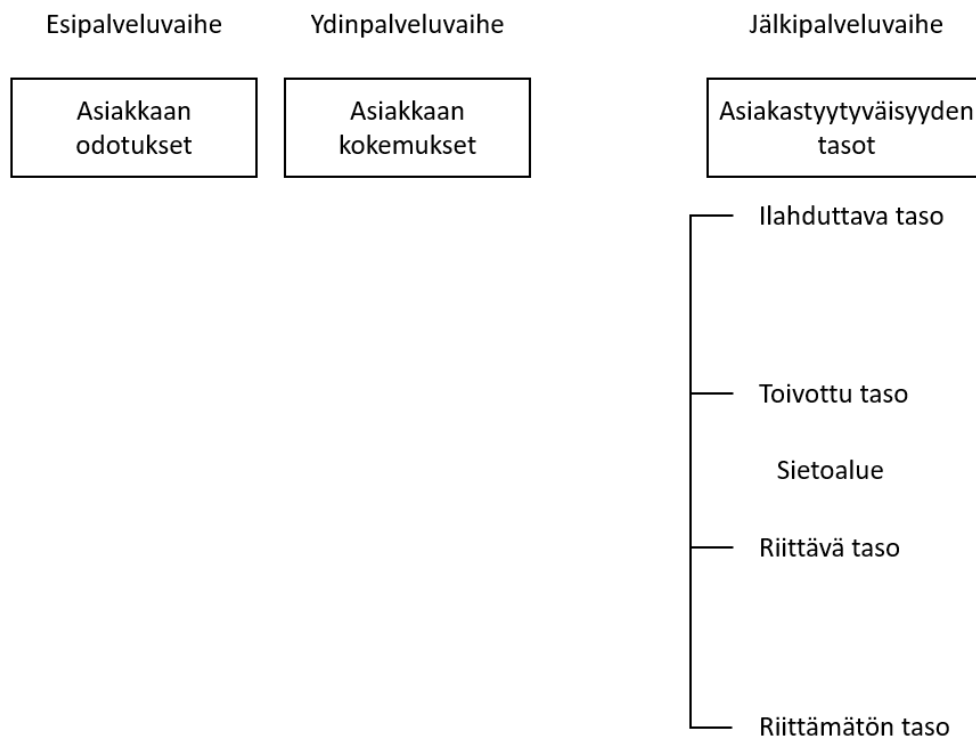 Esipalveluvaihe
Ydinpalveluvaihe
Jälkipalveluvaihe
Asiakkaan
odotukset
Asiakkaan
kokemukset
Asiakastyytyväisyyden
tasot
Ilahduttava taso
Toivottu taso
Sietoalue
Riittävä taso
Riittämätön taso